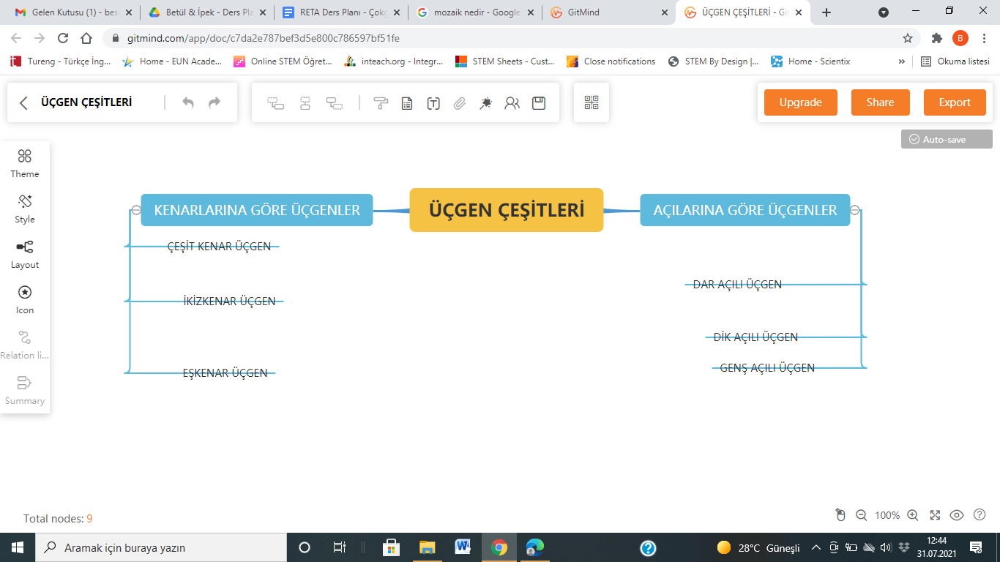 Gelen Kutusu (1) - bese
Betül & İpek - Ders Pla
RETA Ders Planı - Çokg
mozaik nedir - Google
GitMind
ÜÇGEN ÇEŞİTLERİ - Git
gitmind.com/app/doc/c7da2e787bef3d5e800c786597bf51fe
B
Tureng - Türkçe İng...
Home - EUN Acade...
Online STEM Öğret...
inteach.org - Integr...
STEM Sheets - Cust...
Close notifications
STEM By Design |...
Home - Scientix
»
Okuma listesi
ÜÇGEN ÇEŞİTLERİ
Upgrade
Share
Export
Auto-save
Theme
Style
Layout
Icon
Relation li...
Summary
KENARLARINA GÖRE ÜÇGENLER
ÜÇGEN ÇEŞİTLERİ
AÇILARINA GÖRE ÜÇGENLER
ÇEŞİT KENAR ÜÇGEN
İKİZKENAR ÜÇGEN
EŞKENAR ÜÇGEN
DAR AÇILI ÜÇGEN
DİK AÇILI ÜÇGEN
GENŞ AÇILI ÜÇGEN
Total nodes: 9
100%
Aramak için buraya yazın
28°C Güneşli
12:44
31.07.2021